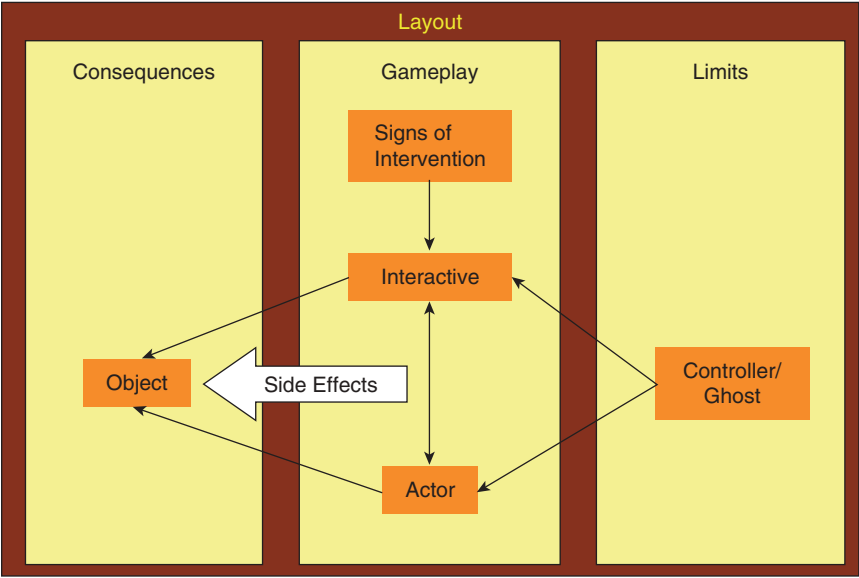 Layout
Consequences
Gameplay
Limits
Signs of
Intervention
Interactive
Object
Side Effects
Controller/
Ghost
Actor